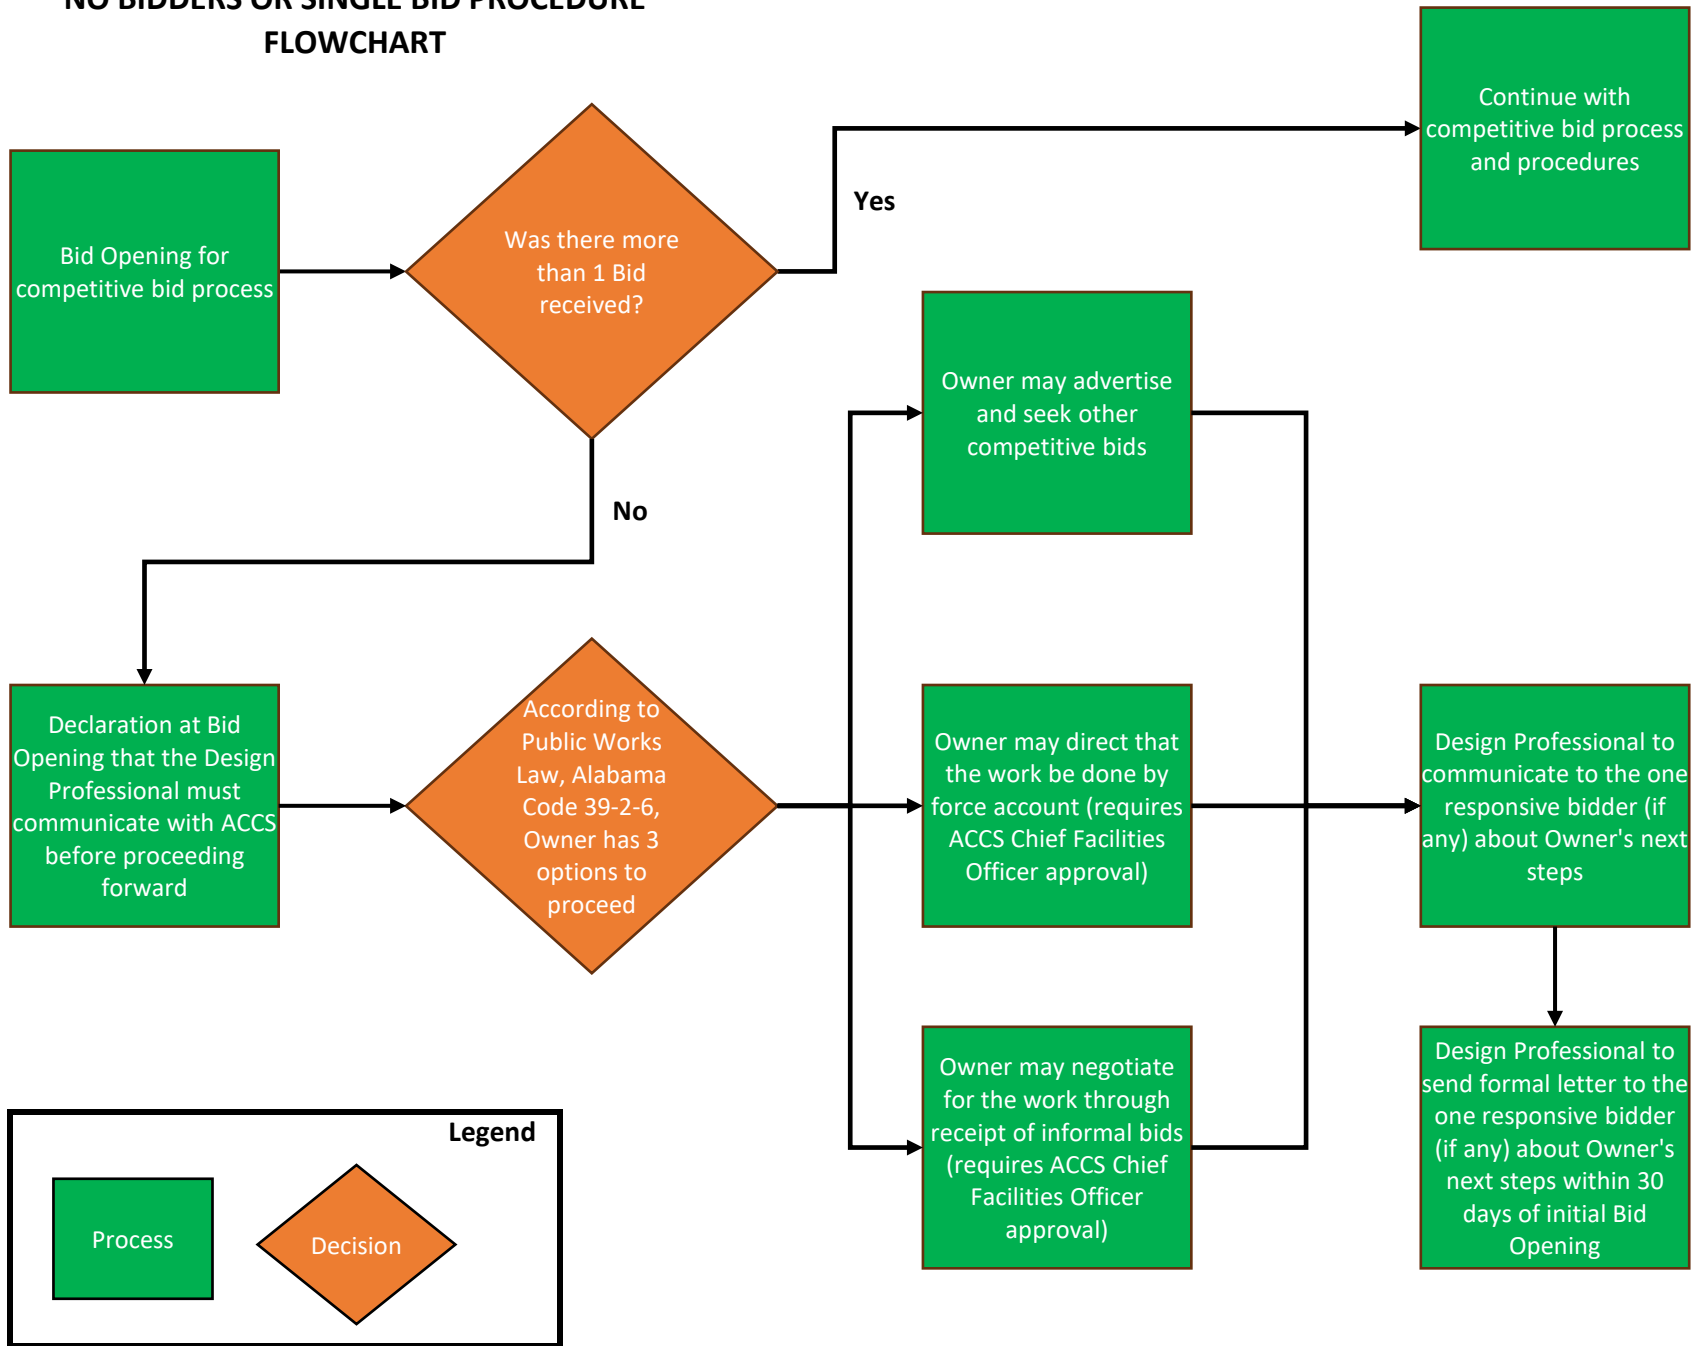 NO BIDDERS OR SINGLE BID PROCEDURE
FLOWCHART
Bid Opening for
competitive bid process
Was there more
than 1 Bid
received?
Yes
Continue with
competitive bid process
and procedures
No
Declaration at Bid
Opening that the Design
Professional must
communicate with ACCS
before proceeding
forward
According to
Public Works
Law, Alabama
Code 39-2-6,
Owner has 3
options to
proceed
Owner may advertise
and seek other
competitive bids
Owner may direct that
the work be done by
force account (requires
ACCS Chief Facilities
Officer approval)
Owner may negotiate
for the work through
receipt of informal bids
(requires ACCS Chief
Facilities Officer
approval)
Design Professional to
communicate to the one
responsive bidder (if
any) about Owner's next
steps
Design Professional to
send formal letter to the
one responsive bidder
(if any) about Owner's
next steps within 30
days of initial Bid
Opening
Legend
Process
Decision